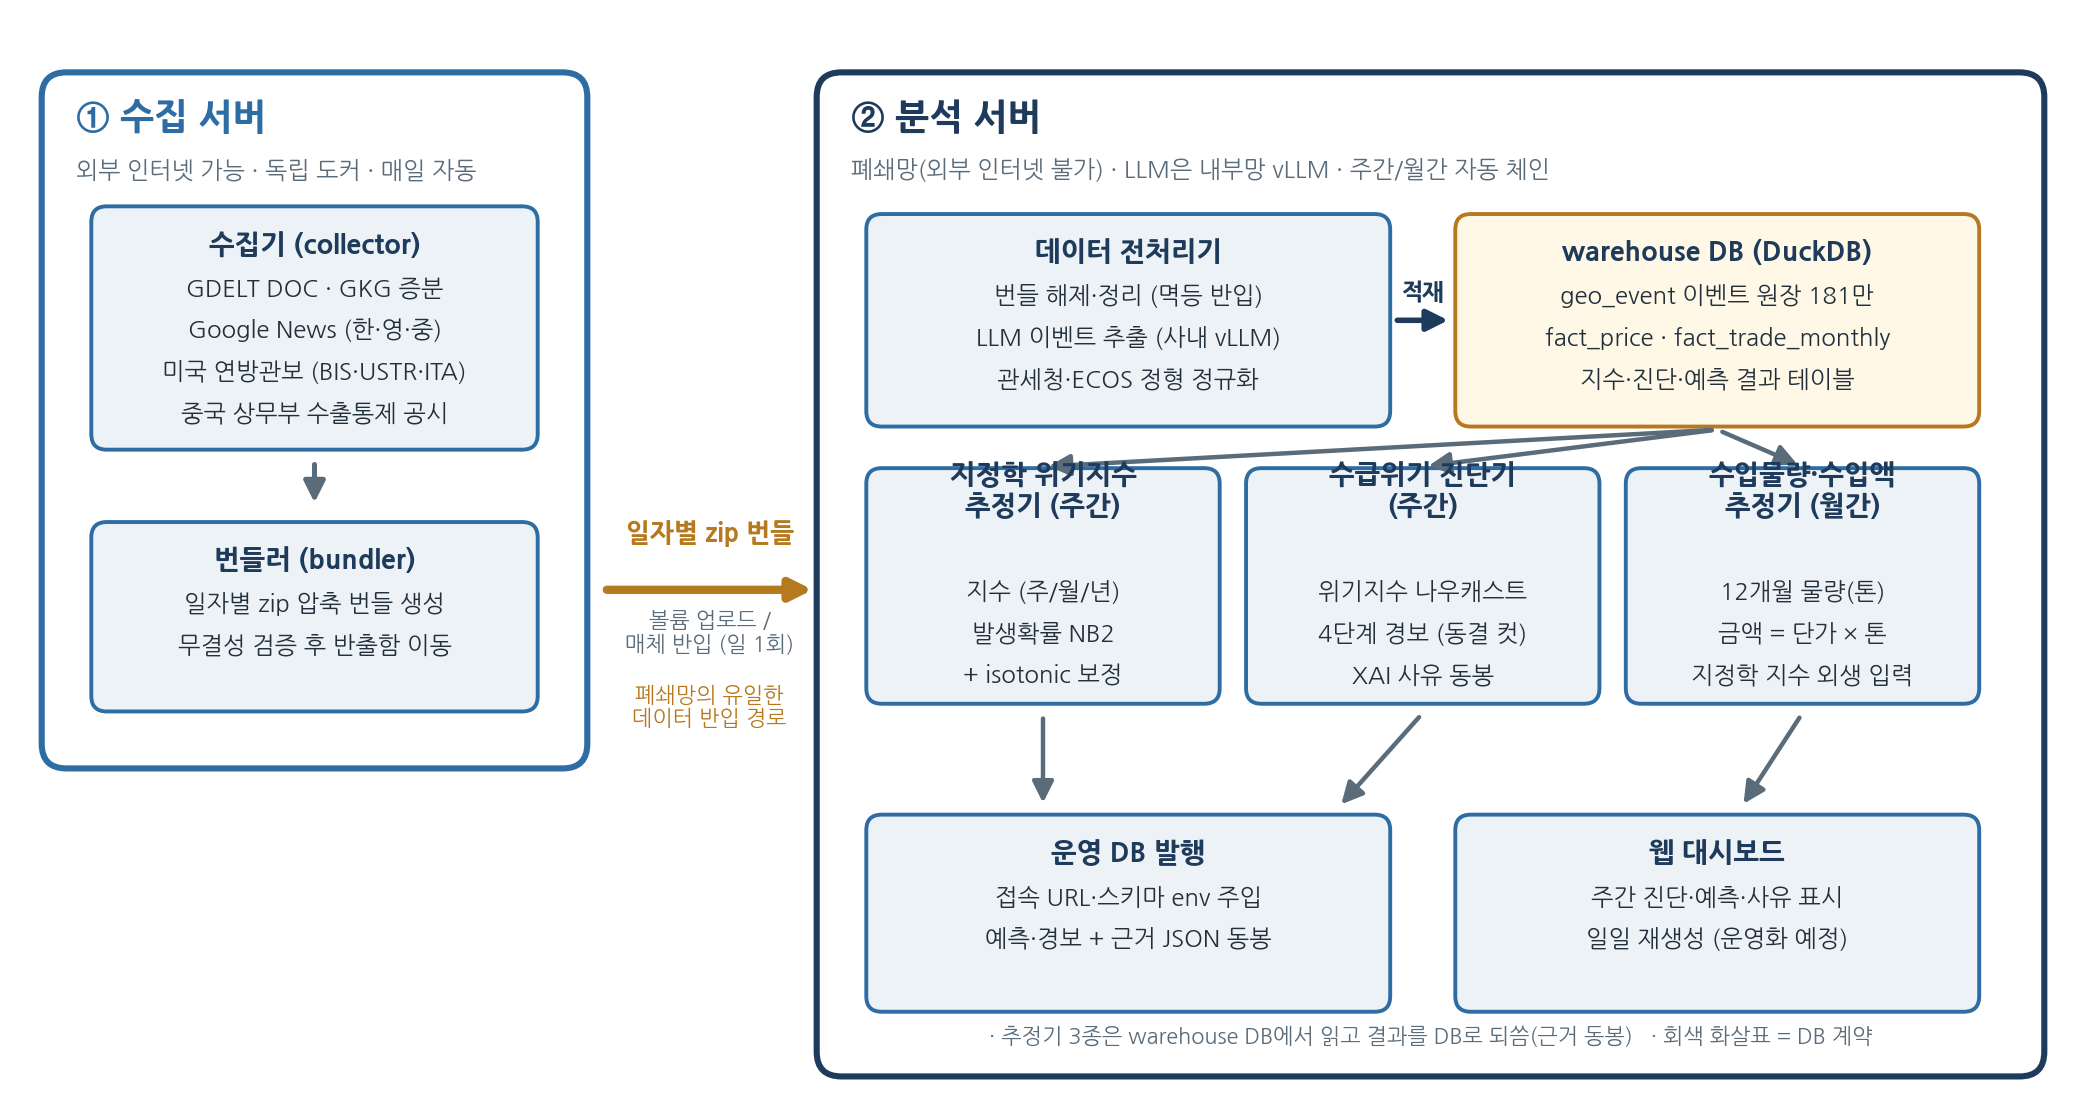 ① 수집 서버
외부 인터넷 가능 · 독립 도커 · 매일 자동
수집기 (collector)
GDELT DOC · GKG 증분
Google News (한·영·중)
미국 연방관보 (BIS·USTR·ITA)
중국 상무부 수출통제 공시
번들러 (bundler)
일자별 zip 압축 번들 생성
무결성 검증 후 반출함 이동
일자별 zip 번들
볼륨 업로드 /
매체 반입 (일 1회)
폐쇄망의 유일한
데이터 반입 경로
② 분석 서버
폐쇄망(외부 인터넷 불가) · LLM은 내부망 vLLM · 주간/월간 자동 체인
데이터 전처리기
번들 해제·정리 (멱등 반입)
LLM 이벤트 추출 (사내 vLLM)
관세청·ECOS 정형 정규화
적재
warehouse DB (DuckDB)
geo_event 이벤트 원장 181만
fact_price · fact_trade_monthly
지수·진단·예측 결과 테이블
지정학 위기지수
추정기 (주간)
지수 (주/월/년)
발생확률 NB2
+ isotonic 보정
수급위기 진단기
(주간)
위기지수 나우캐스트
4단계 경보 (동결 컷)
XAI 사유 동봉
수입물량·수입액
추정기 (월간)
12개월 물량(톤)
금액 = 단가 × 톤
지정학 지수 외생 입력
운영 DB 발행
접속 URL·스키마 env 주입
예측·경보 + 근거 JSON 동봉
웹 대시보드
주간 진단·예측·사유 표시
일일 재생성 (운영화 예정)
· 추정기 3종은 warehouse DB에서 읽고 결과를 DB로 되씀(근거 동봉) · 회색 화살표 = DB 계약